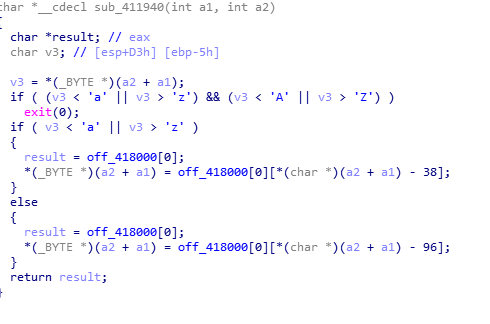 char *__cdecl sub_411940(int a1, int a2)
{
  char *result; // eax
  char v3; // [esp+D3h] [ebp-5h]

  v3 = *(_BYTE *)(a2 + a1);
  if ( (v3 < 'a' || v3 > 'z') && (v3 < 'A' || v3 > 'Z') )
    exit(0);
  if ( v3 < 'a' || v3 > 'z' )
  {
    result = off_418000[0];
    *(_BYTE *)(a2 + a1) = off_418000[0][*(char *)(a2 + a1) - 38];
  }
  else
  {
    result = off_418000[0];
    *(_BYTE *)(a2 + a1) = off_418000[0][*(char *)(a2 + a1) - 96];
  }
  return result;
}